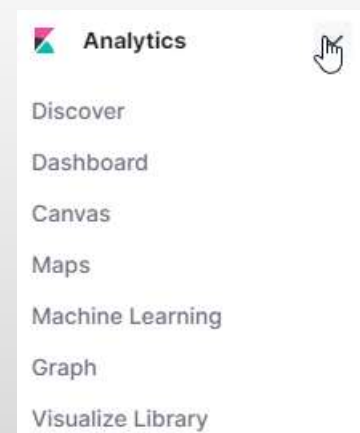 Analytics
Discover
Dashboard
Canvas
Maps
Machine Learning
Graph
Visualize Library